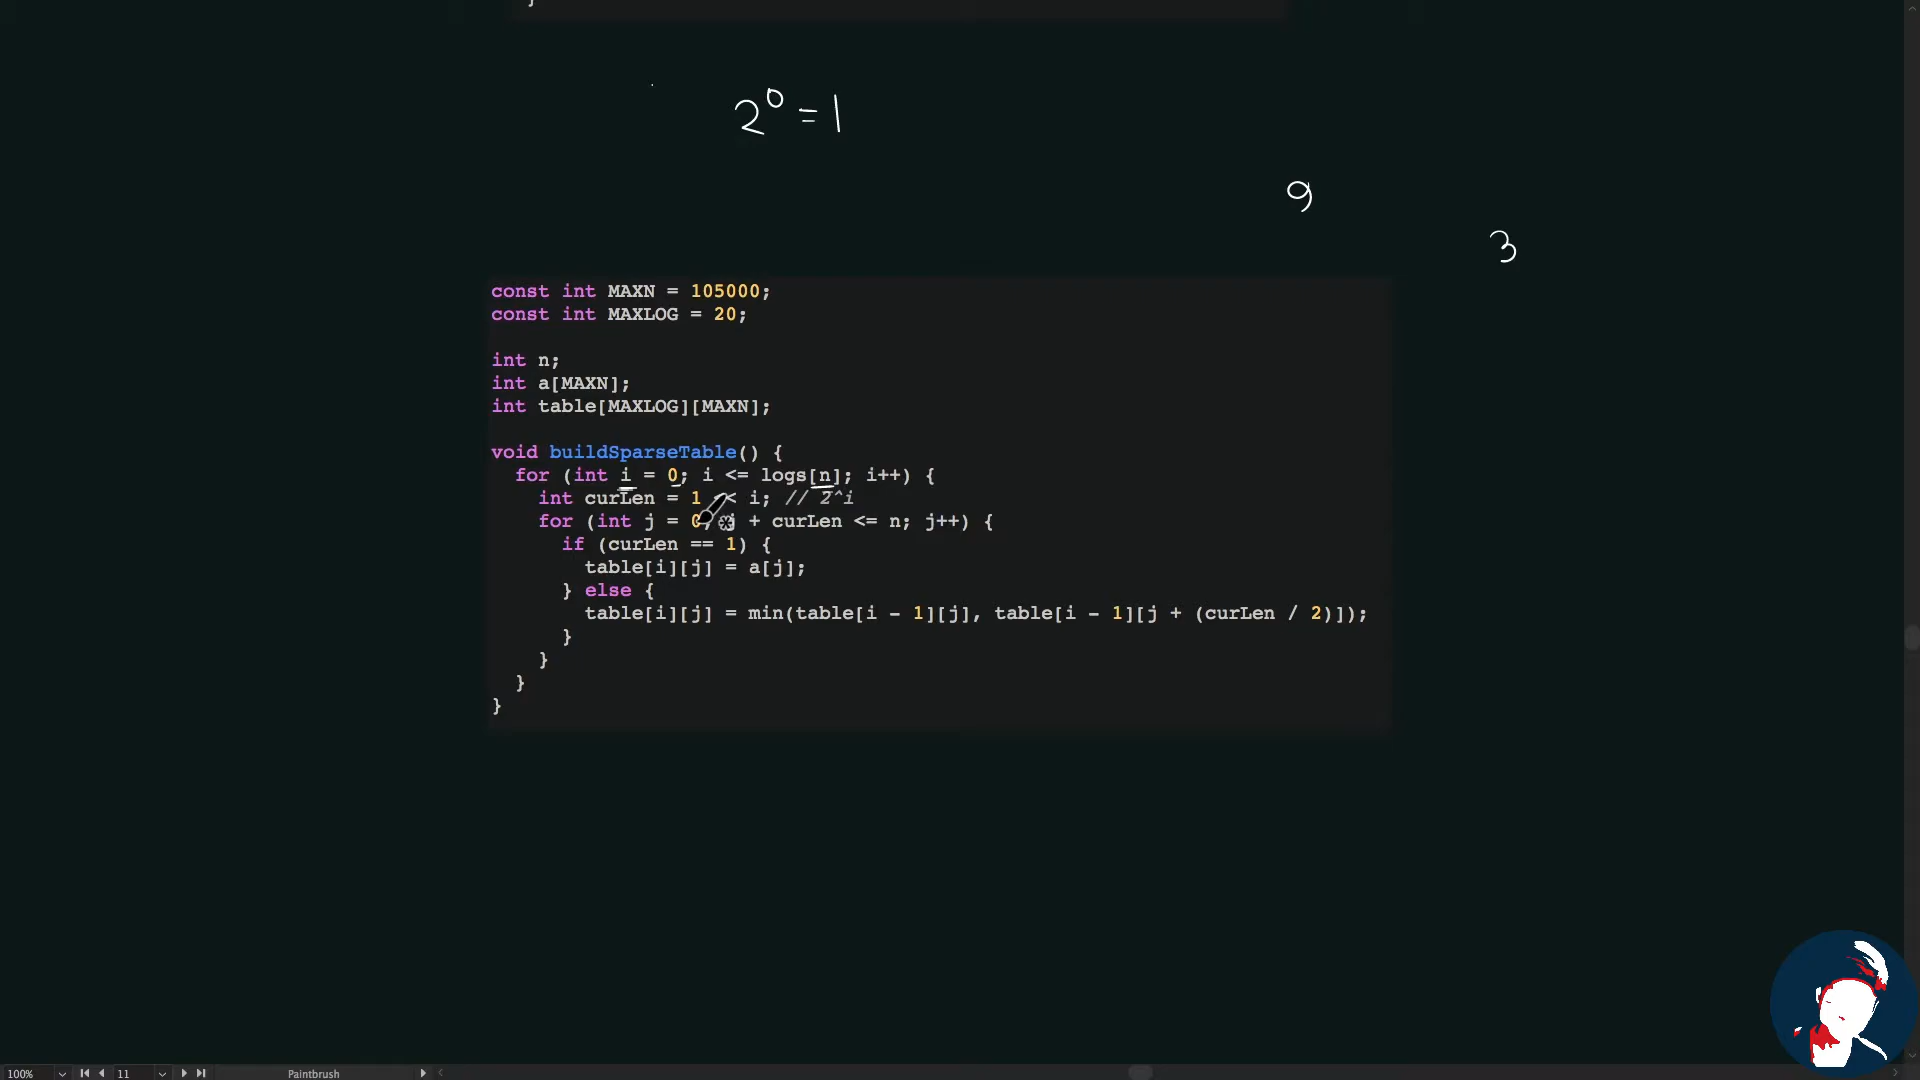 }
2^0 = 1
9
3
const int MAXN = 105000;
const int MAXLOG = 20;
int n;
int a[MAXN];
int table[MAXLOG][MAXN];
void buildSparseTable() {
for (int i = 0; i <= logs[n]; i++) {
int curLen = 1 << i; // 2^i
for (int j = 0; j + curLen <= n; j++) {
if (curLen == 1) {
table[i][j] = a[j];
} else {
table[i][j] = min(table[i - 1][j], table[i - 1][j + (curLen / 2)]);
}
}
}
}
100% 11 Paintbrush